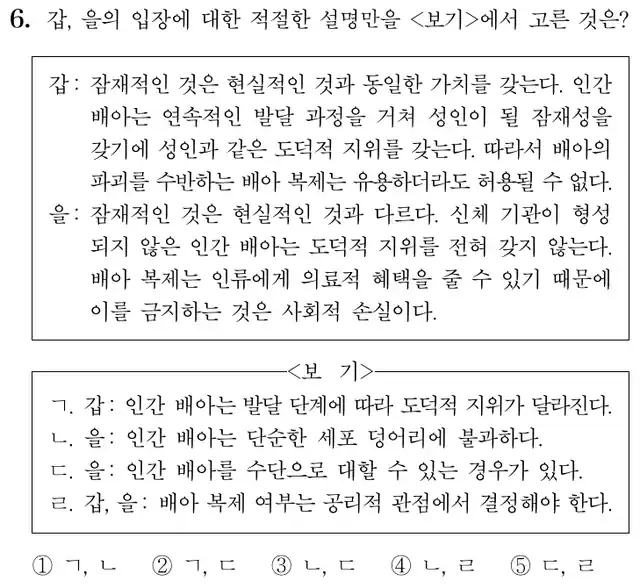 6. 갑, 을의 입장에 대한 적절한 설명만을 <보기>에서 고른 것은?
갑: 잠재적인 것은 현실적인 것과 동일한 가치를 갖는다. 인간
배아는 연속적인 발달 과정을 거쳐 성인이 될 잠재성을
갖기에 성인과 같은 도덕적 지위를 갖는다. 따라서 배아의
파괴를 수반하는 배아 복제는 유용하더라도 허용될 수 없다.
을: 잠재적인 것은 현실적인 것과 다르다. 신체 기관이 형성
되지 않은 인간 배아는 도덕적 지위를 전혀 갖지 않는다.
배아 복제는 인류에게 의료적 혜택을 줄 수 있기 때문에
이를 금지하는 것은 사회적 손실이다.
<보 기>
ㄱ. 갑: 인간 배아는 발달 단계에 따라 도덕적 지위가 달라진다.
ㄴ. 을: 인간 배아는 단순한 세포 덩어리에 불과하다.
ㄷ. 을: 인간 배아를 수단으로 대할 수 있는 경우가 있다.
ㄹ. 갑, 을: 배아 복제 여부는 공리적 관점에서 결정해야 한다.
① ㄱ, ㄴ ② ㄱ, ㄷ ③ ㄴ, ㄷ ④ ㄴ, ㄹ ⑤ ㄷ, ㄹ